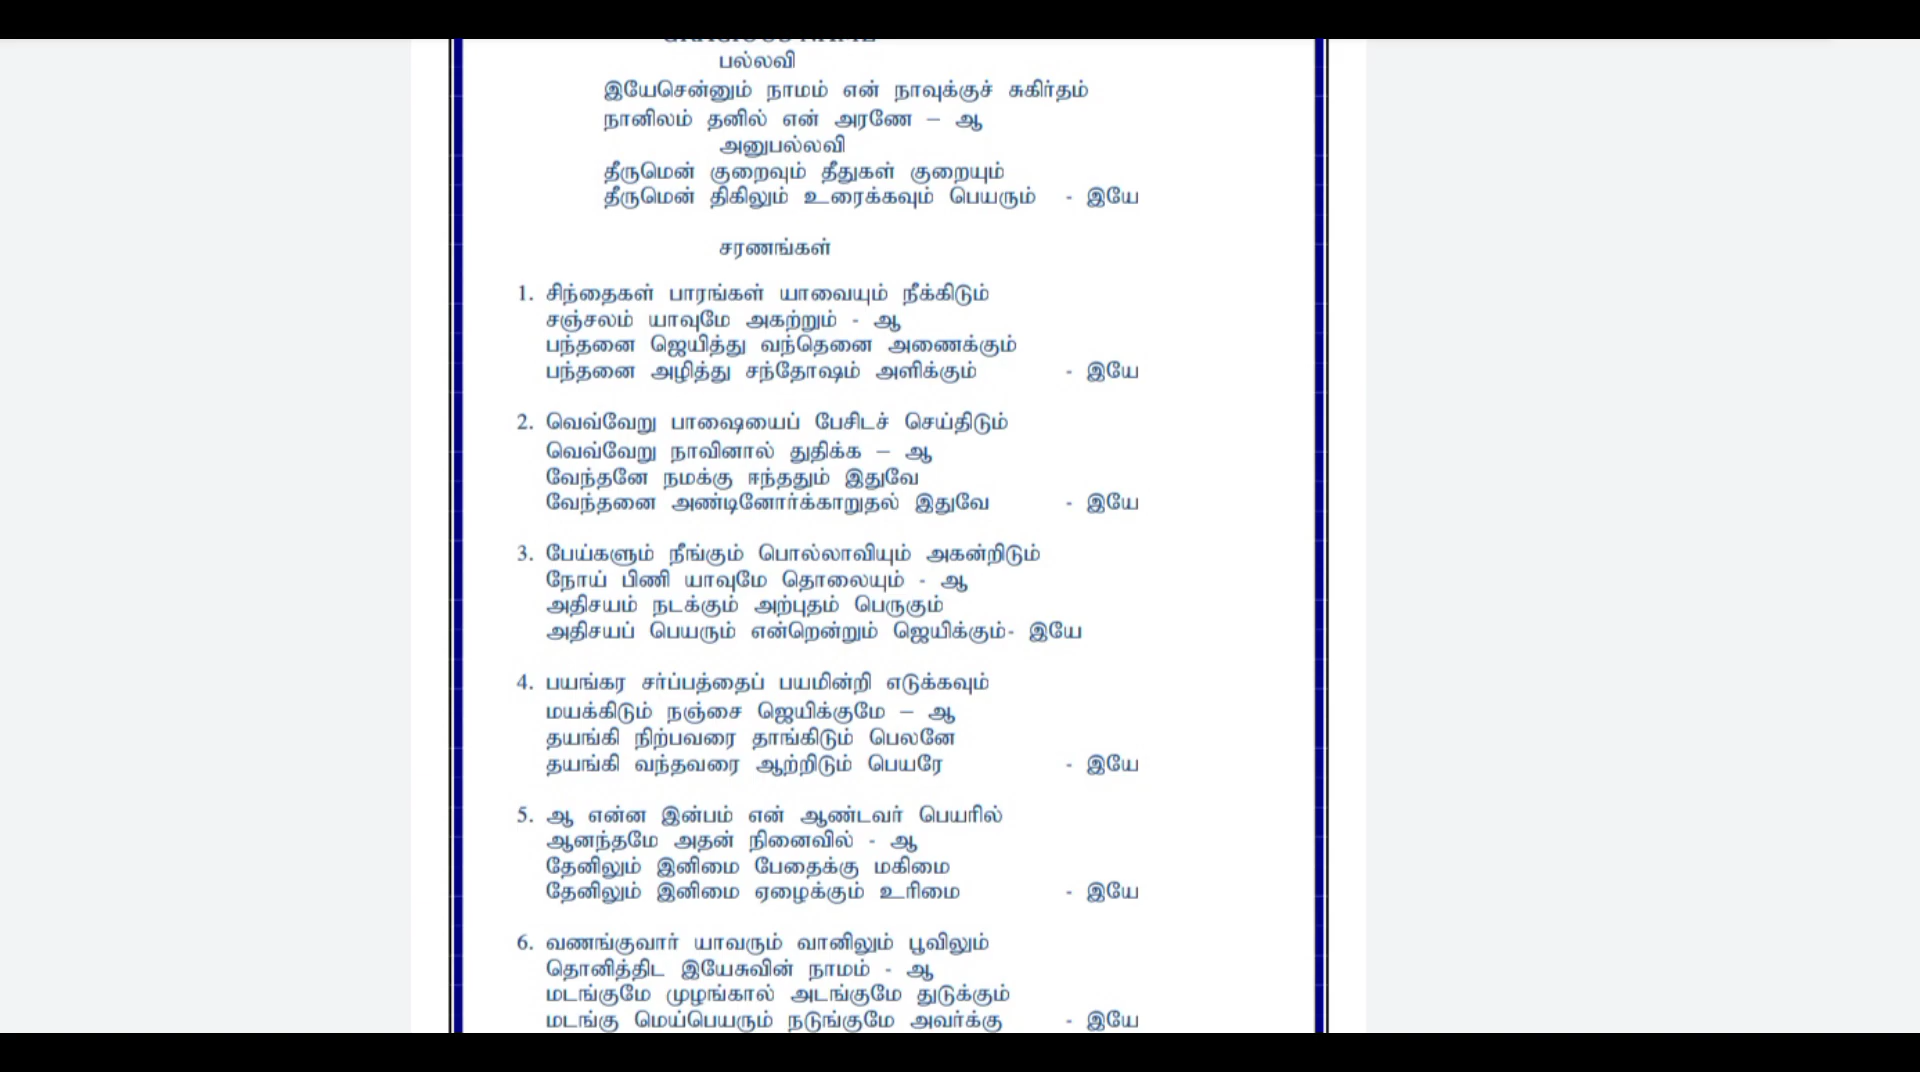 GRACIOUS NAME
பல்லவி
இயேசென்னும் நாமம் என் நாவுக்குச் சுகிர்தம்
நானிலம் தனில் என் அரணே – ஆ
அனுபல்லவி
தீருமென் குறைவும் தீதுகள் குறையும்
தீருமென் திகிலும் உரைக்கவும் பெயரும் - இயே
சரணங்கள்
1. சிந்தைகள் பாரங்கள் யாவையும் நீக்கிடும்
சஞ்சலம் யாவுமே அகற்றும் - ஆ
பந்தனை ஜெயித்து வந்தெனை அணைக்கும்
பந்தனை அழித்து சந்தோஷம் அளிக்கும் - இயே
2. வெவ்வேறு பாஷையைப் பேசிடச் செய்திடும்
வெவ்வேறு நாவினால் துதிக்க – ஆ
வேந்தனே நமக்கு ஈந்ததும் இதுவே
வேந்தனை அண்டினோர்க்காறுதல் இதுவே - இயே
3. பேய்களும் நீங்கும் பொல்லாவியும் அகன்றிடும்
நோய் பிணி யாவுமே தொலையும் - ஆ
அதிசயம் நடக்கும் அற்புதம் பெருகும்
அதிசயப் பெயரும் என்றென்றும் ஜெயிக்கும்- இயே
4. பயங்கர சர்ப்பத்தைப் பயமின்றி எடுக்கவும்
மயக்கிடும் நஞ்சை ஜெயிக்குமே – ஆ
தயங்கி நிற்பவரை தாங்கிடும் பெலனே
தயங்கி வந்தவரை ஆற்றிடும் பெயரே - இயே
5. ஆ என்ன இன்பம் என் ஆண்டவர் பெயரில்
ஆனந்தமே அதன் நினைவில் - ஆ
தேனிலும் இனிமை பேதைக்கு மகிமை
தேனிலும் இனிமை ஏழைக்கும் உரிமை - இயே
6. வணங்குவார் யாவரும் வானிலும் பூவிலும்
தொனித்திட இயேசுவின் நாமம் - ஆ
மடங்குமே முழங்கால் அடங்குமே துடுக்கும்
மடங்கு மெய்பெயரும் நடுங்குமே அவர்க்கு - இயே